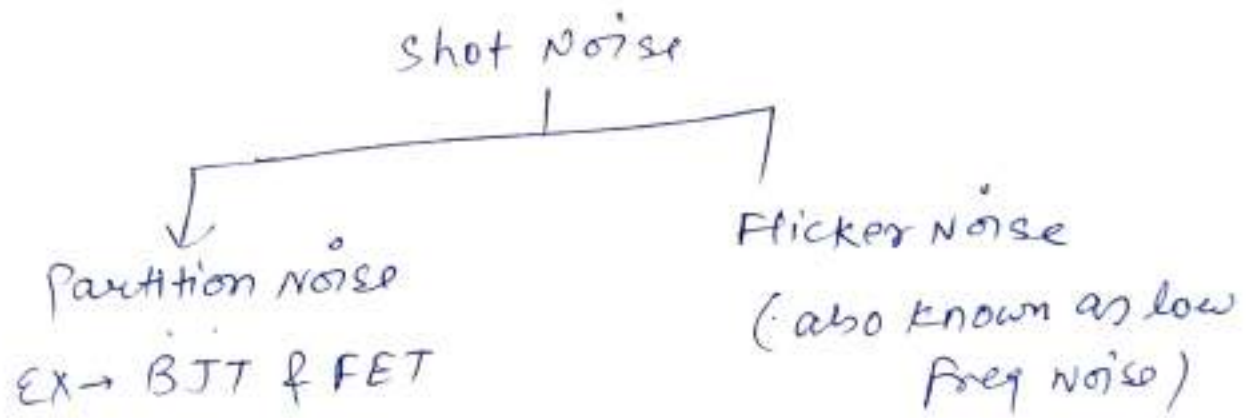 Shot Noise
Partition Noise
Ex→ BJT & FET
Flicker Noise
(also known as low
freq Noise)